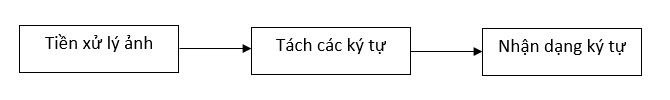 Tiền xử lý ảnh
Tách các ký tự
Nhận dạng ký tự